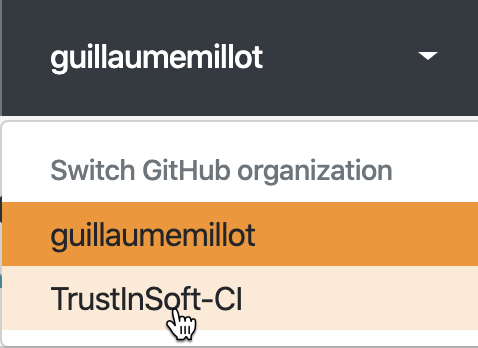 guillaumemillot
Switch GitHub organization
guillaumemillot
TrustInSoft-CI